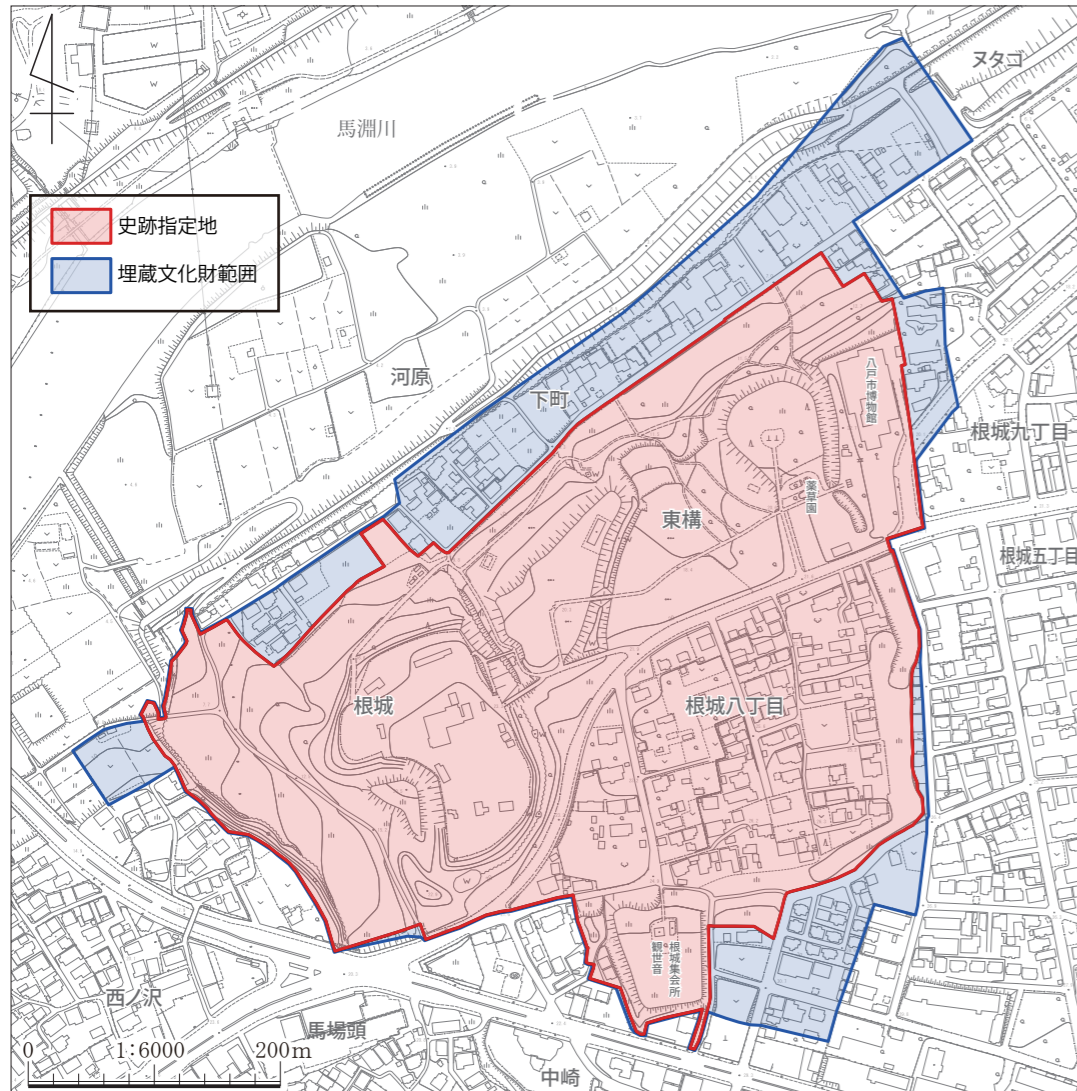 ヌタゴ
馬淵川
史跡指定地
埋蔵文化財範囲
河原
下町
八戸市博物館
根城九丁目
薬草園
東構
根城五丁目
根城
根城八丁目
根城集会所
観世音
西ノ沢
馬場頭
中崎
0 1:6000 200m